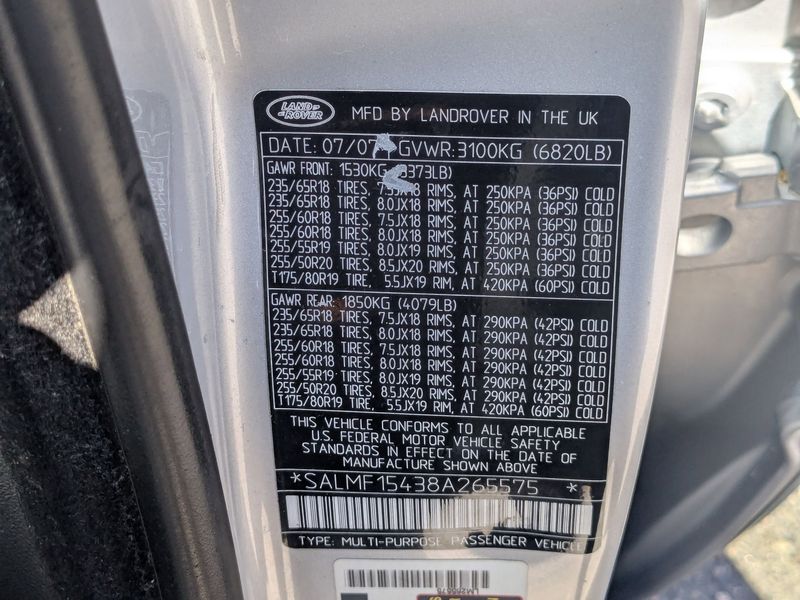 LAND ROVER MFD BY LANDROVER IN THE UK
DATE: 07/07 GVWR:3100KG (6820LB)
GAWR FRONT: 1530KG (3373LB)
235/65R18 TIRES, 7.5JX18 RIMS, AT 250KPA (36PSI) COLD
235/65R18 TIRES, 8.0JX18 RIMS, AT 250KPA (36PSI) COLD
255/60R18 TIRES, 7.5JX18 RIMS, AT 250KPA (36PSI) COLD
255/60R18 TIRES, 8.0JX18 RIMS, AT 250KPA (36PSI) COLD
255/55R19 TIRES, 8.0JX19 RIMS, AT 250KPA (36PSI) COLD
255/50R20 TIRES, 8.5JX20 RIMS, AT 250KPA (36PSI) COLD
T175/80R19 TIRE, 5.5JX19 RIM, AT 420KPA (60PSI) COLD
GAWR REAR: 1850KG (4079LB)
235/65R18 TIRES, 7.5JX18 RIMS, AT 290KPA (42PSI) COLD
235/65R18 TIRES, 8.0JX18 RIMS, AT 290KPA (42PSI) COLD
255/60R18 TIRES, 7.5JX18 RIMS, AT 290KPA (42PSI) COLD
255/60R18 TIRES, 8.0JX18 RIMS, AT 290KPA (42PSI) COLD
255/55R19 TIRES, 8.0JX19 RIMS, AT 290KPA (42PSI) COLD
255/50R20 TIRES, 8.5JX20 RIMS, AT 290KPA (42PSI) COLD
T175/80R19 TIRE, 5.5JX19 RIM, AT 420KPA (60PSI) COLD
THIS VEHICLE CONFORMS TO ALL APPLICABLE
U.S. FEDERAL MOTOR VEHICLE SAFETY
STANDARDS IN EFFECT ON THE DATE OF
MANUFACTURE SHOWN ABOVE
*SALMF15438A265575 *
TYPE: MULTI-PURPOSE PASSENGER VEHICLE